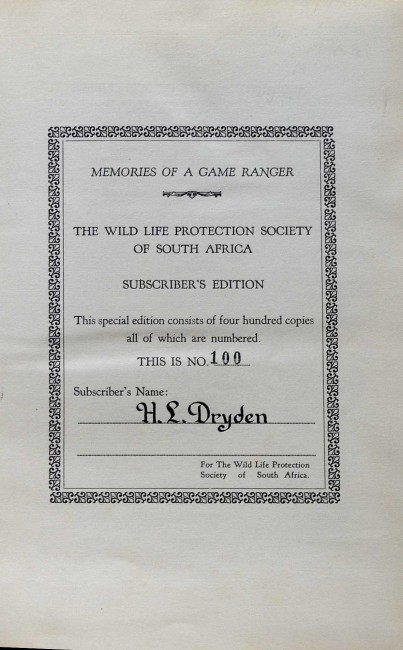 MEMORIES OF A GAME RANGER
THE WILD LIFE PROTECTION SOCIETY
OF SOUTH AFRICA
SUBSCRIBER'S EDITION
This special edition consists of four hundred copies
all of which are numbered.
THIS IS NO. 100
Subscriber's Name:
H. L. Dryden
For The Wild Life Protection
Society of South Africa.